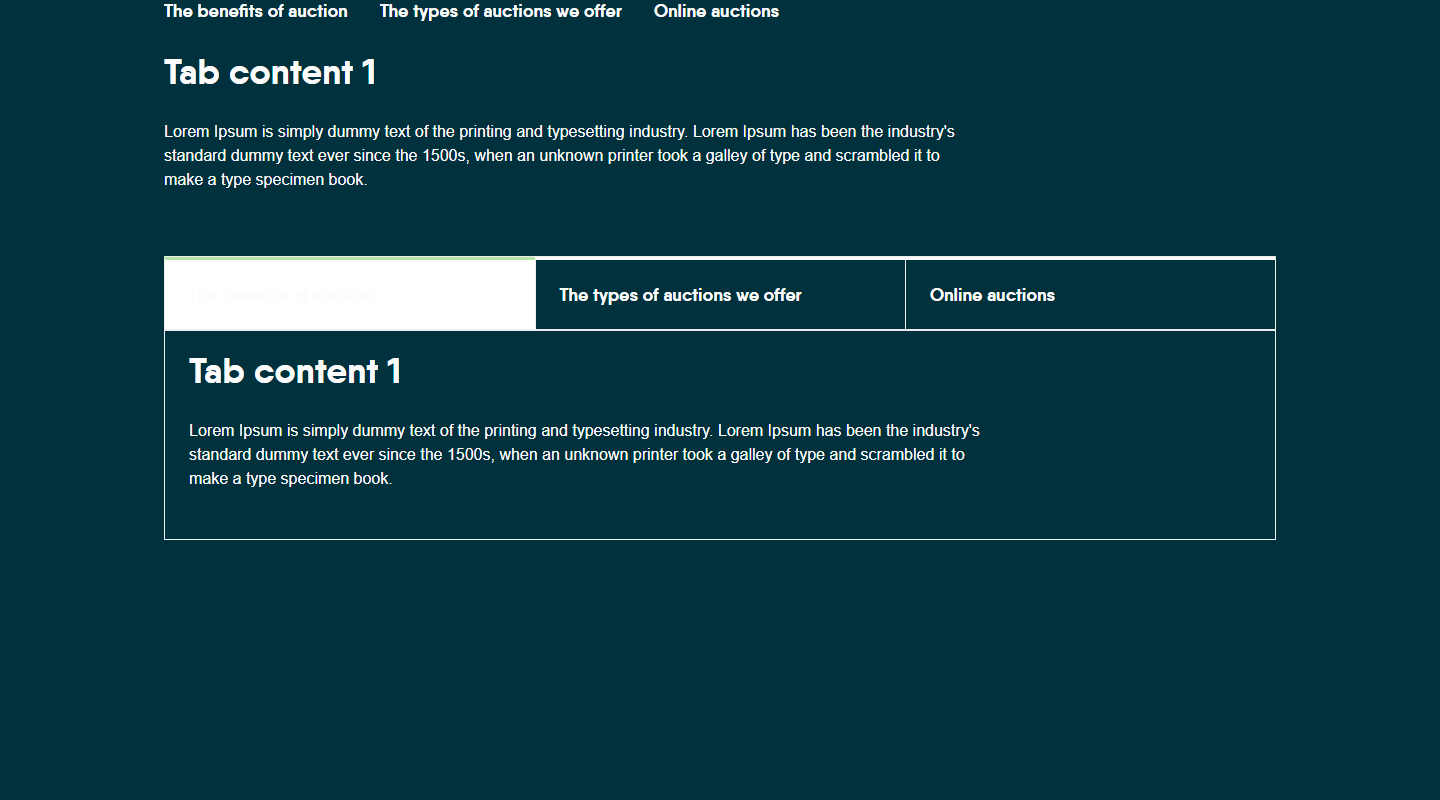 The benefits of auction The types of auctions we offer Online auctions
Tab content 1
Lorem Ipsum is simply dummy text of the printing and typesetting industry. Lorem Ipsum has been the industry's
standard dummy text ever since the 1500s, when an unknown printer took a galley of type and scrambled it to
make a type specimen book.
The benefits of auction The types of auctions we offer Online auctions
Tab content 1
Lorem Ipsum is simply dummy text of the printing and typesetting industry. Lorem Ipsum has been the industry's
standard dummy text ever since the 1500s, when an unknown printer took a galley of type and scrambled it to
make a type specimen book.